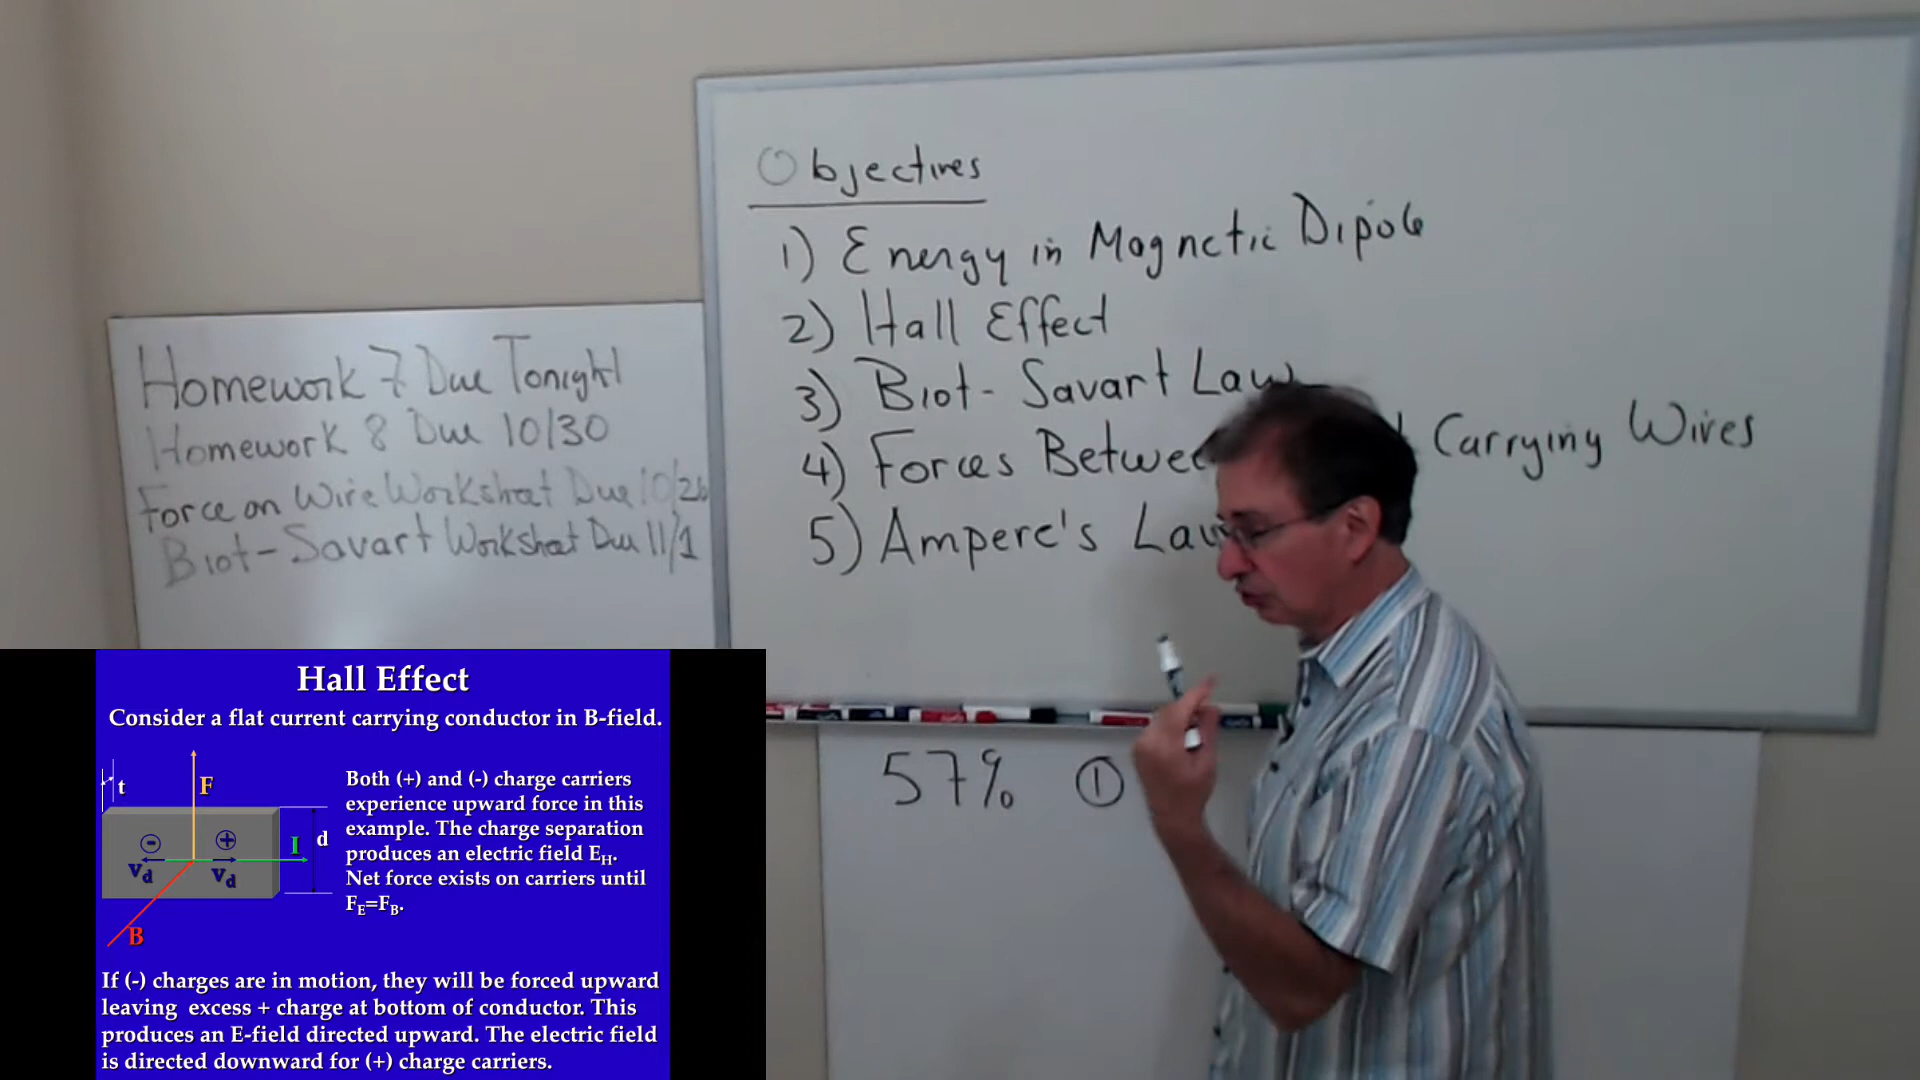 Objectives
1) Energy in Magnetic Dipole
2) Hall Effect
3) Biot-Savart Law
4) Forces Between Carrying Wires
5) Ampere's Law
Homework 7 Due Tonight
Homework 8 Due 10/30
Force on Wire Worksheet Due 10/26
Biot-Savart Worksheet Due 11/1
57% ①
Hall Effect
Consider a flat current carrying conductor in B-field.
t
F
d
I
B
- +
vd vd
Both (+) and (-) charge carriers
experience upward force in this
example. The charge separation
produces an electric field EH.
Net force exists on carriers until
FE=FB.
If (-) charges are in motion, they will be forced upward
leaving excess + charge at bottom of conductor. This
produces an E-field directed upward. The electric field
is directed downward for (+) charge carriers.